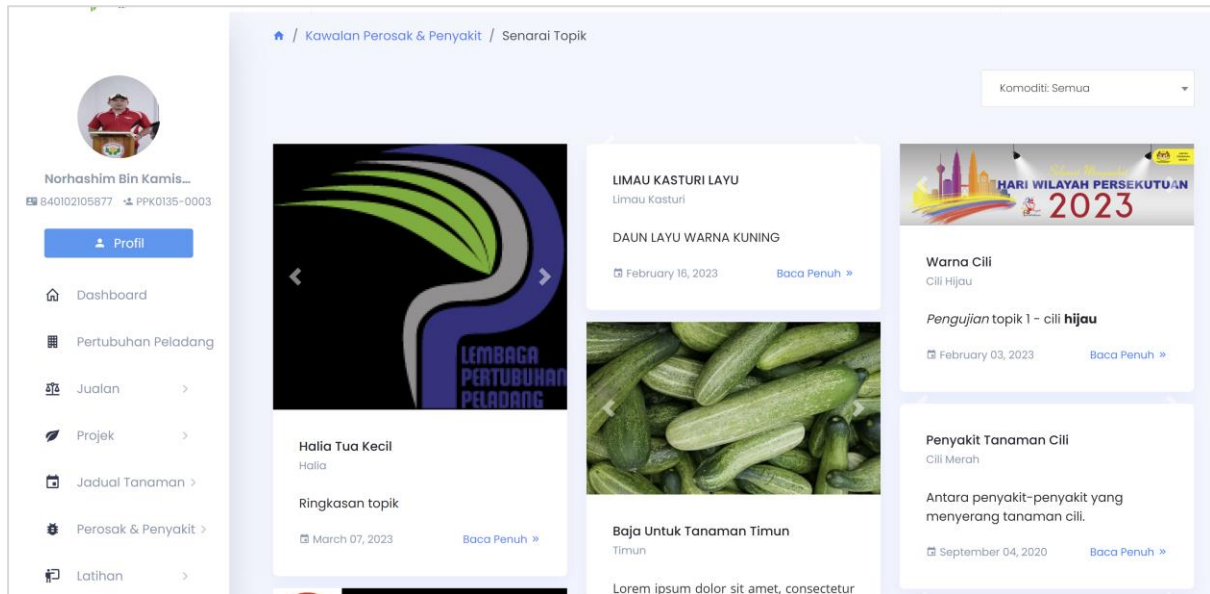 / Kawalan Perosak & Penyakit / Senarai Topik
Komoditi: Semua
Norhashim Bin Kamis...
840102105877 PPK0135-0003
Profil
Dashboard
Pertubuhan Peladang
Jualan >
Projek >
Jadual Tanaman >
Perosak & Penyakit >
Latihan >
LEMBAGA
PERTUBUHAN
PELADANG
Halia Tua Kecil
Halia
Ringkasan topik
March 07, 2023 Baca Penuh »
LIMAU KASTURI LAYU
Limau Kasturi
DAUN LAYU WARNA KUNING
February 16, 2023 Baca Penuh »
Baja Untuk Tanaman Timun
Timun
Lorem ipsum dolor sit amet, consectetur
HARI WILAYAH PERSEKUTUAN
2023
Warna Cili
Cili Hijau
Pengujian topik 1 - cili hijau
February 03, 2023 Baca Penuh »
Penyakit Tanaman Cili
Cili Merah
Antara penyakit-penyakit yang
menyerang tanaman cili.
September 04, 2020 Baca Penuh »